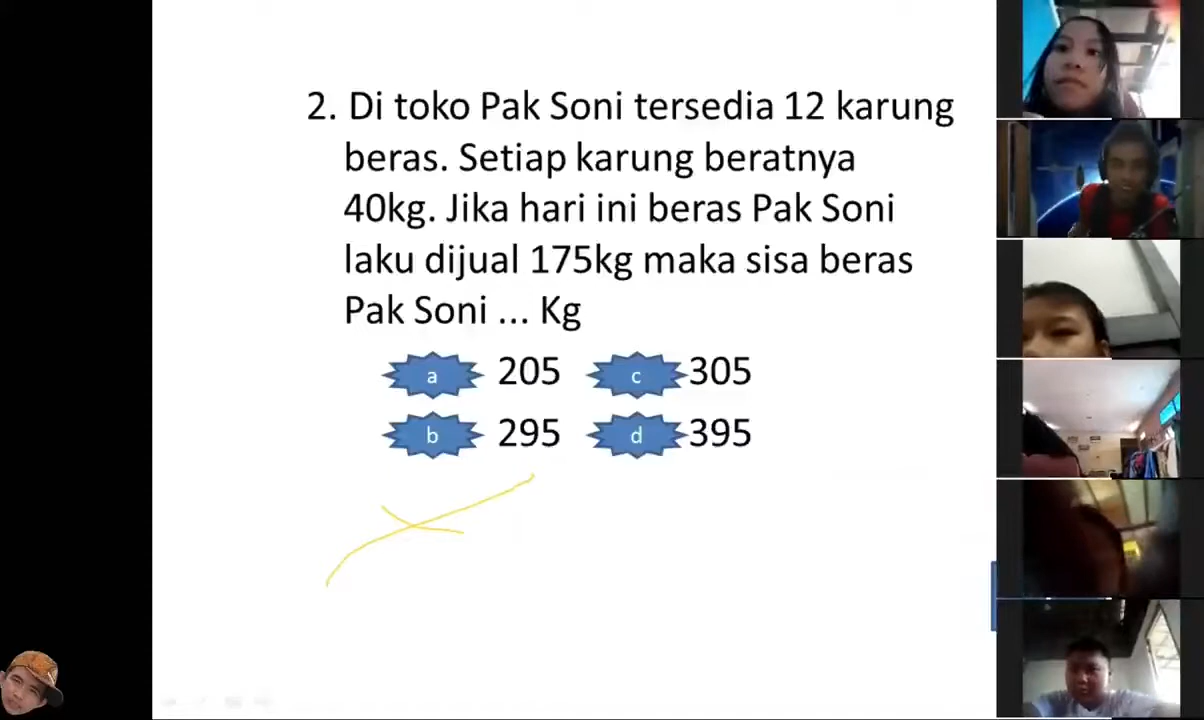 2. Di toko Pak Soni tersedia 12 karung
beras. Setiap karung beratnya
40kg. Jika hari ini beras Pak Soni
laku dijual 175kg maka sisa beras
Pak Soni ... Kg
a 205 c 305
b 295 d 395